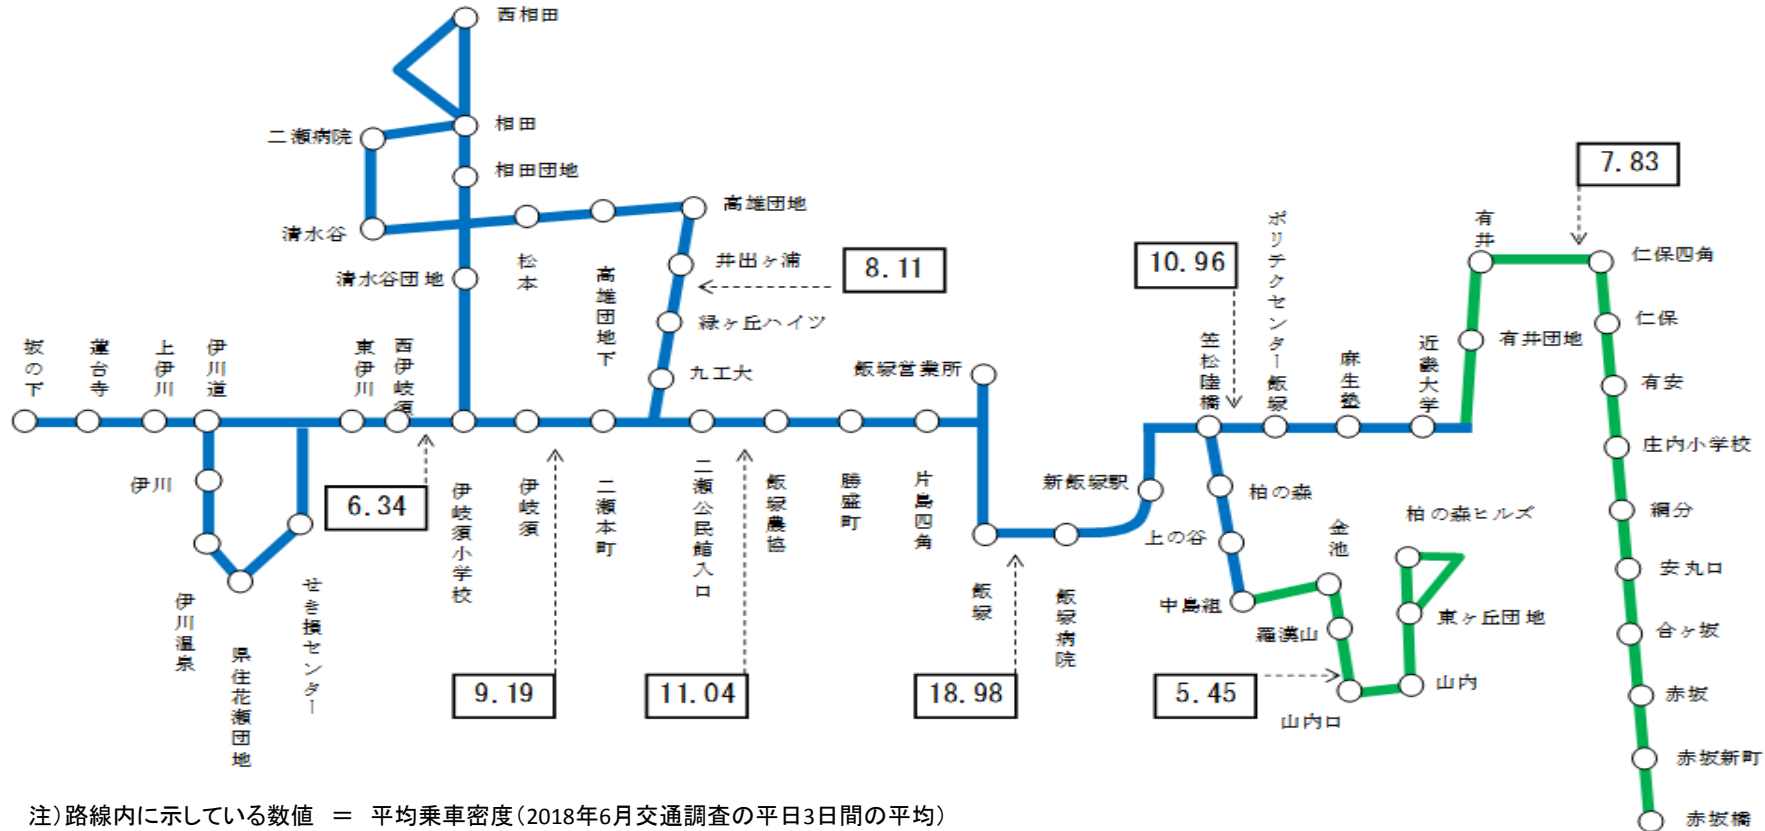 西相田
相田
二瀬病院
相田団地
高雄団地
清水谷
松本
高雄団地下
井出ヶ浦
8.11
清水谷団地
緑ヶ丘ハイツ
九工大
飯塚営業所
坂の下
蓮台寺
上伊川
伊川道
東伊川
西伊岐須
伊川
伊川温泉
県住花瀬団地
せき損センター
6.34
伊岐須小学校
伊岐須
二瀬本町
二瀬公民館入口
飯塚農協
勝盛町
片島四角
9.19
11.04
18.98
飯塚
飯塚病院
新飯塚駅
10.96
笠松陸橋
ポリテクセンター飯塚
麻生塾
近畿大学
有井
7.83
仁保四角
有井団地
仁保
有安
庄内小学校
綱分
安丸口
合ヶ坂
赤坂
赤坂新町
赤坂橋
柏の森
上の谷
中島組
金池
羅漢山
5.45
山内口
山内
東ヶ丘団地
柏の森ヒルズ
注）路線内に示している数値 ＝ 平均乗車密度（2018年6月交通調査の平日3日間の平均）